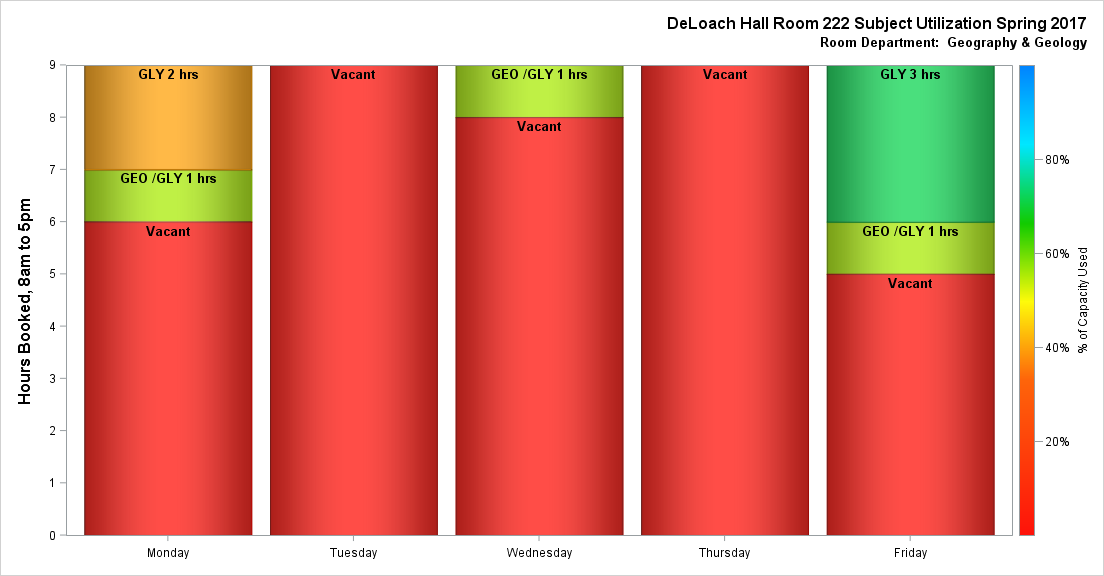 DeLoach Hall Room 222 Subject Utilization Spring 2017
Room Department:  Geography & Geology
Hours Booked, 8am to 5pm
9
8
7
6
5
4
3
2
1
0
GLY 2 hrs
GEO /GLY 1 hrs
Vacant
Vacant
GEO /GLY 1 hrs
Vacant
Vacant
GLY 3 hrs
GEO /GLY 1 hrs
Vacant
Monday
Tuesday
Wednesday
Thursday
Friday
80%
60%
40%
20%
% of Capacity Used